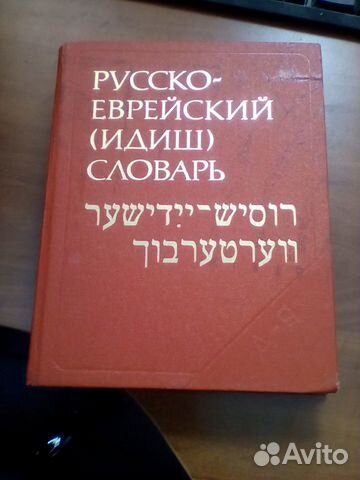 РУССКО-
ЕВРЕЙСКИЙ
(ИДИШ)
СЛОВАРЬ
רוסיש-ייִדישער
ווערטערבוך
А-Я
Avito